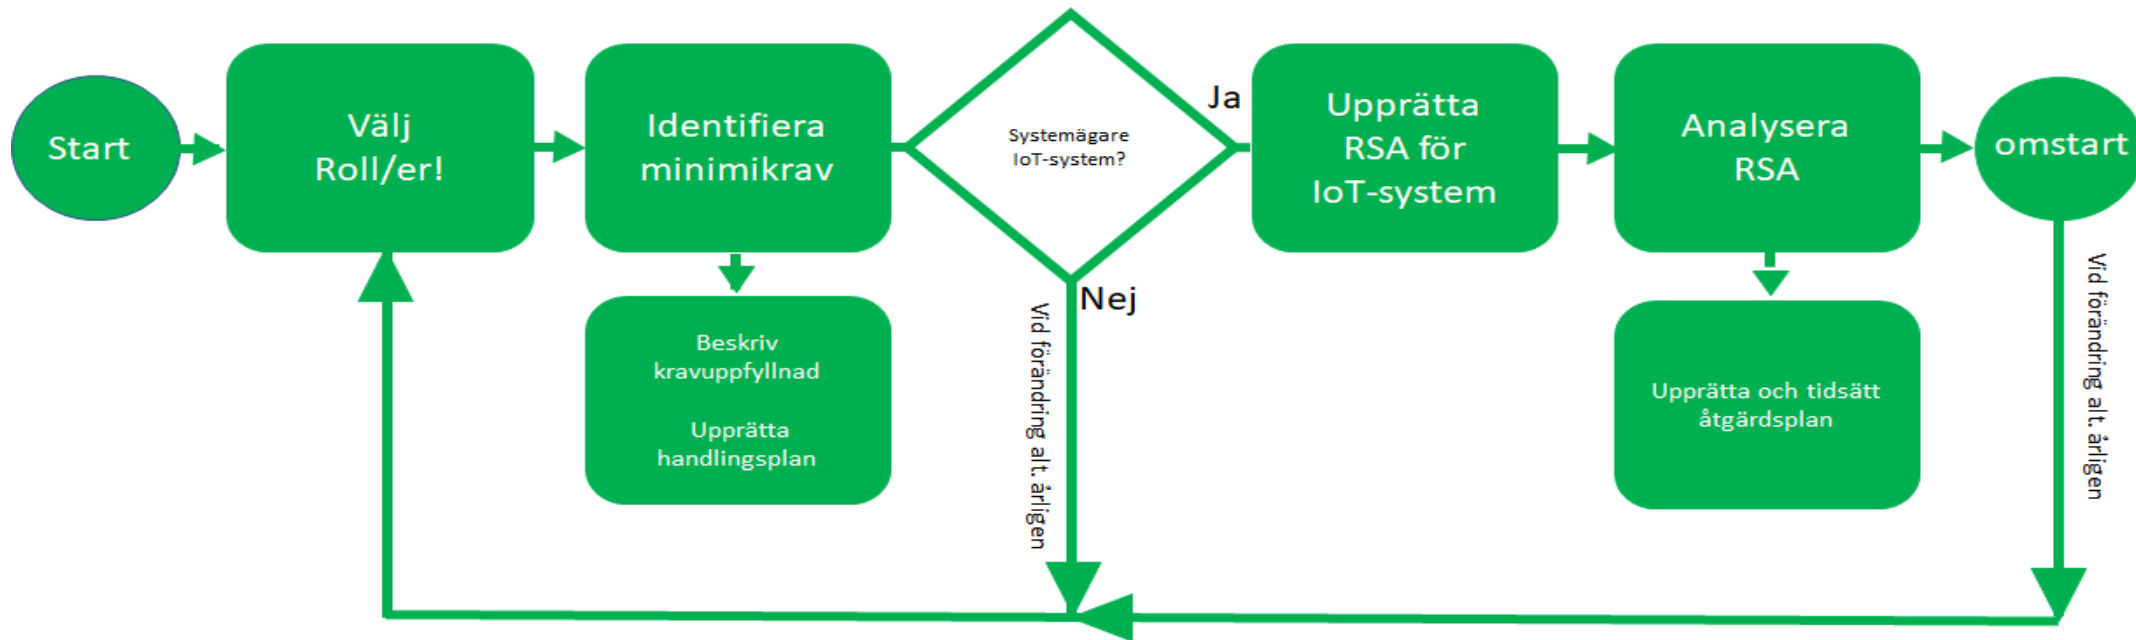 Start
Välj
Roll/er!
Identifiera
minimikrav
Beskriv
kravuppfyllnad
Upprätta
handlingsplan
Systemägare
IoT-system?
Ja
Nej
Vid förändring alt. årligen
Upprätta
RSA för
IoT-system
Analysera
RSA
Upprätta och tidsätt
åtgärdsplan
omstart
Vid förändring alt. årligen